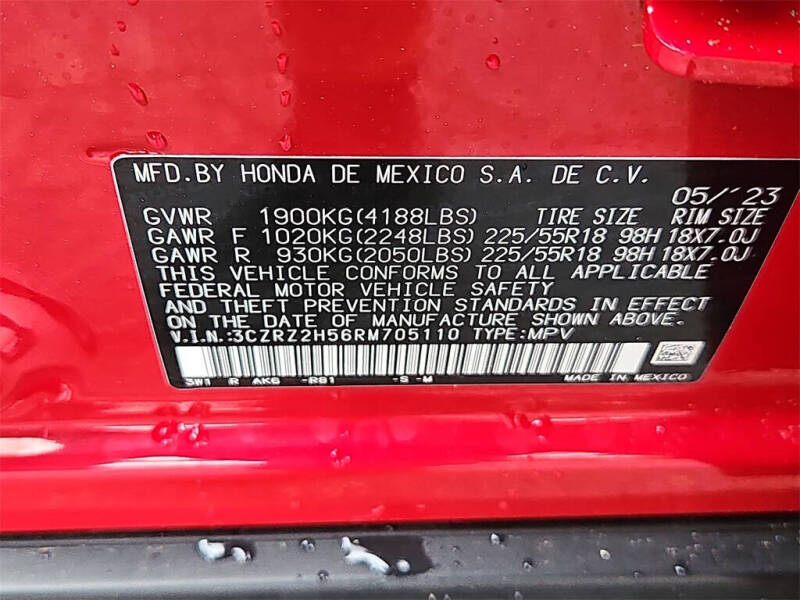 MFD.BY HONDA DE MEXICO S.A. DE C.V.
05/'23
GVWR 1900KG(4188LBS) TIRE SIZE RIM SIZE
GAWR F 1020KG(2248LBS) 225/55R18 98H 18X7.0J
GAWR R 930KG(2050LBS) 225/55R18 98H 18X7.0J
THIS VEHICLE CONFORMS TO ALL APPLICABLE
FEDERAL MOTOR VEHICLE SAFETY
AND THEFT PREVENTION STANDARDS IN EFFECT
ON THE DATE OF MANUFACTURE SHOWN ABOVE.
V.I.N.:3CZRZ2H56RM705110 TYPE:MPV
3W1 R AK6 -R81 -S -M MADE IN MEXICO